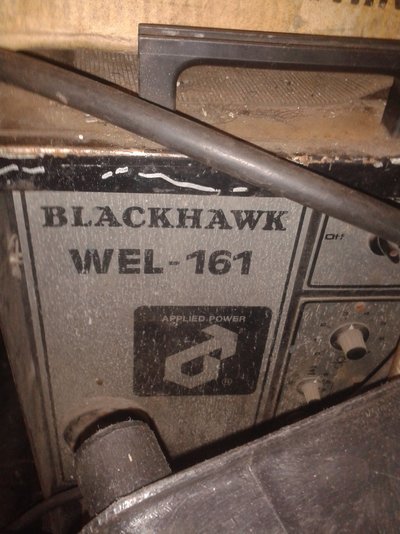 BLACKHAWK
WEL-161
APPLIED POWER
®